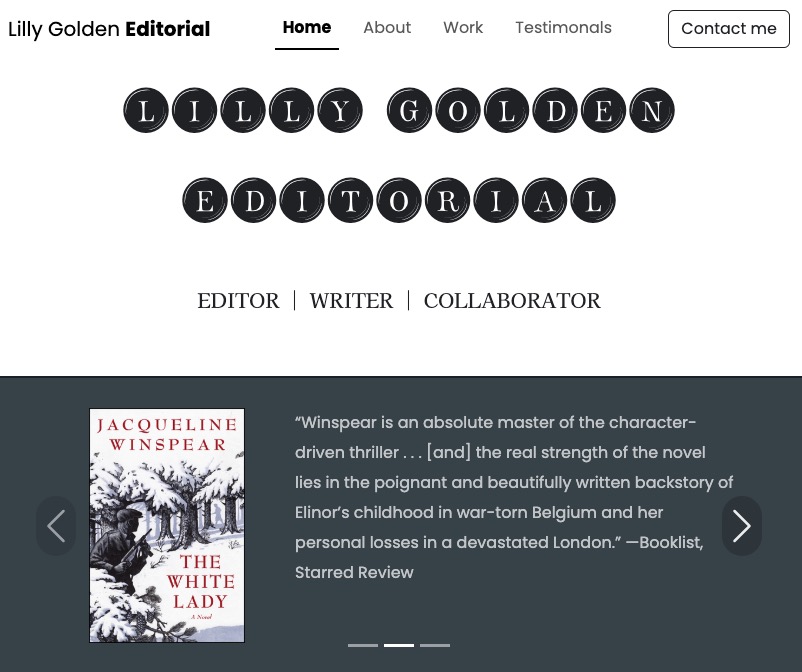 Lilly Golden Editorial
Home About Work Testimonals
Contact me
LILLY GOLDEN
EDITORIAL
EDITOR | WRITER | COLLABORATOR
JACQUELINE
WINSPEAR
THE
WHITE
LADY
A Novel
“Winspear is an absolute master of the character-
driven thriller . . . [and] the real strength of the novel
lies in the poignant and beautifully written backstory of
Elinor’s childhood in war-torn Belgium and her
personal losses in a devastated London.” —Booklist,
Starred Review